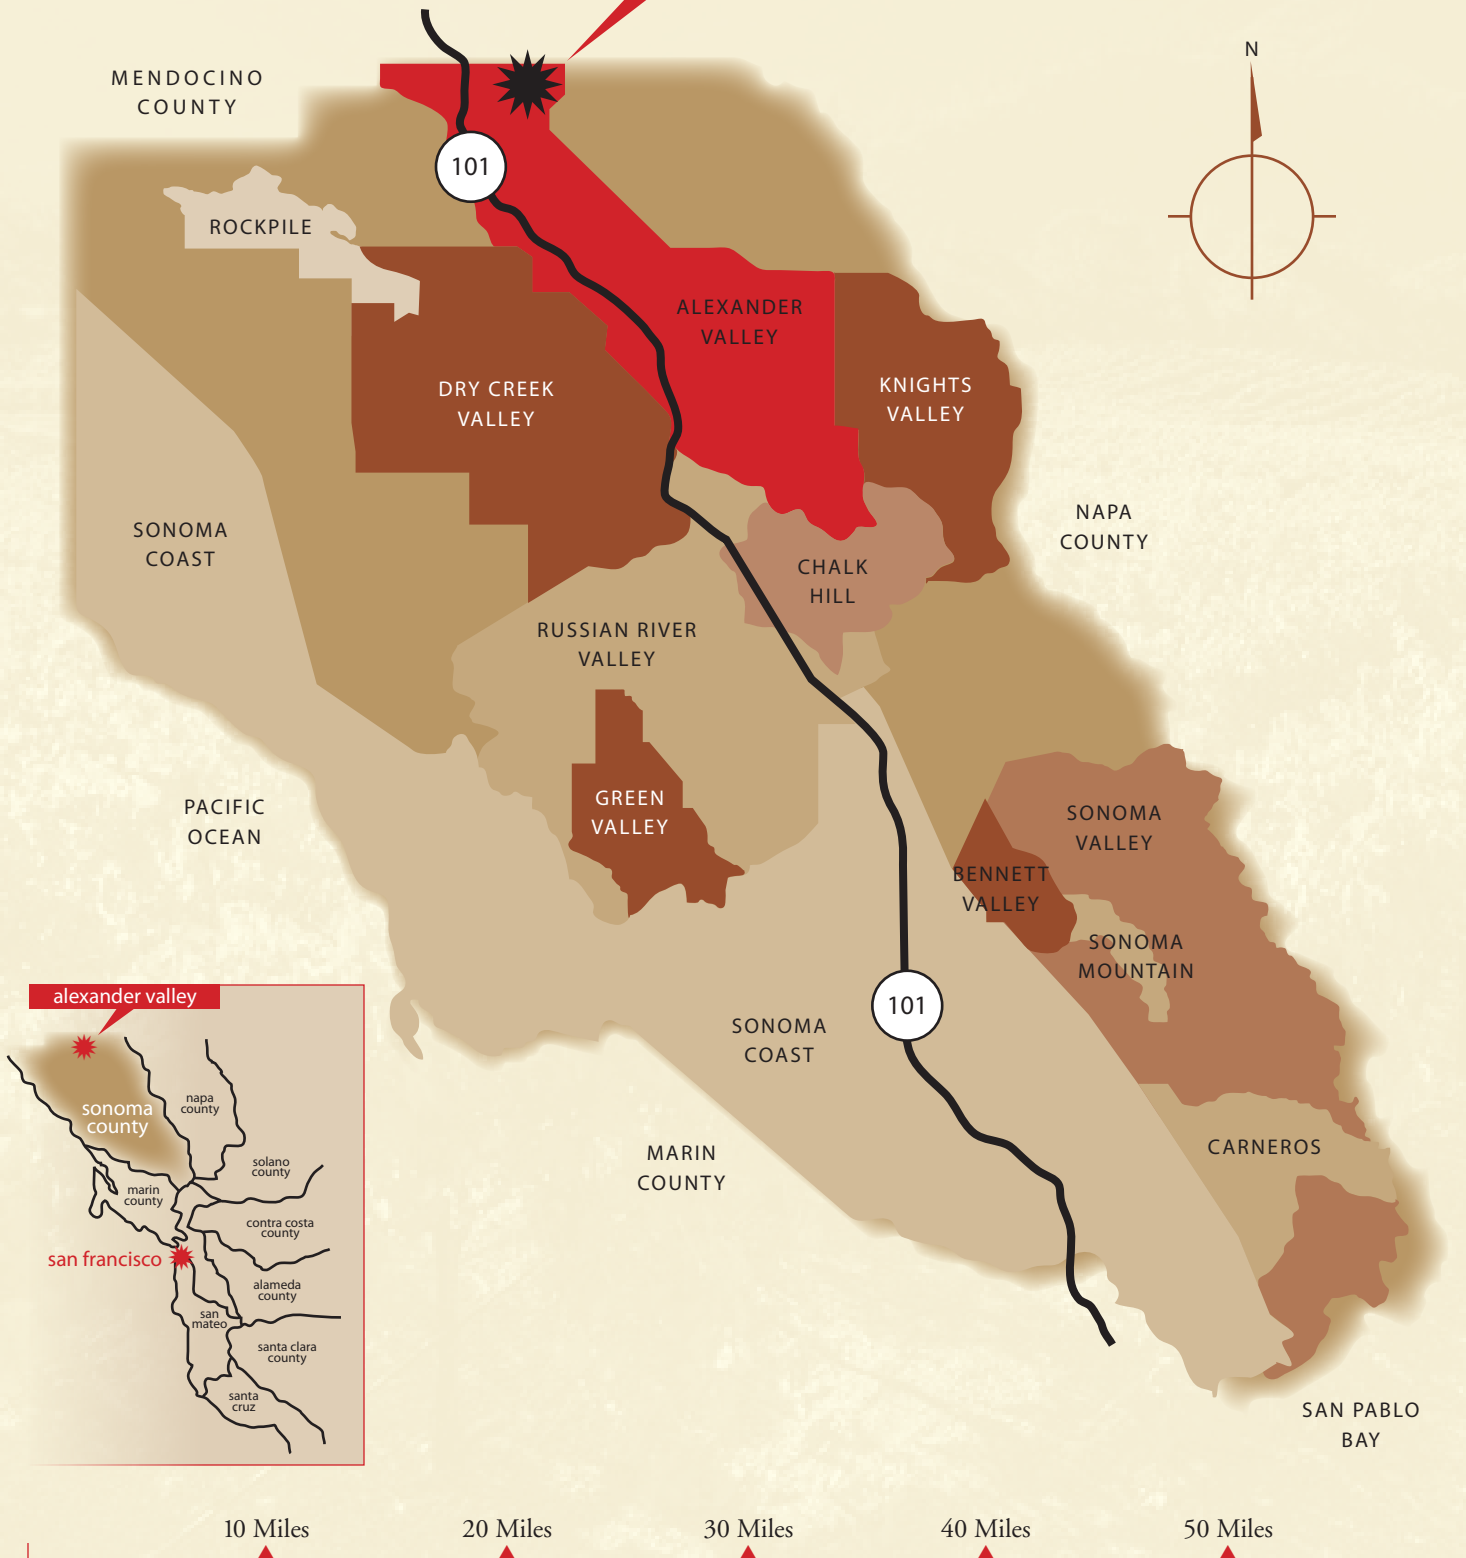 N
MENDOCINO
COUNTY
101
ROCKPILE
ALEXANDER
VALLEY
DRY CREEK
VALLEY
KNIGHTS
VALLEY
SONOMA
COAST
NAPA
COUNTY
CHALK
HILL
RUSSIAN RIVER
VALLEY
PACIFIC
OCEAN
GREEN
VALLEY
SONOMA
VALLEY
BENNETT
VALLEY
SONOMA
MOUNTAIN
101
SONOMA
COAST
MARIN
COUNTY
CARNEROS
SAN PABLO
BAY
alexander valley
sonoma
county
napa
county
solano
county
marin
county
contra costa
county
san francisco
alameda
county
san
mateo
santa clara
county
santa
cruz
10 Miles
20 Miles
30 Miles
40 Miles
50 Miles